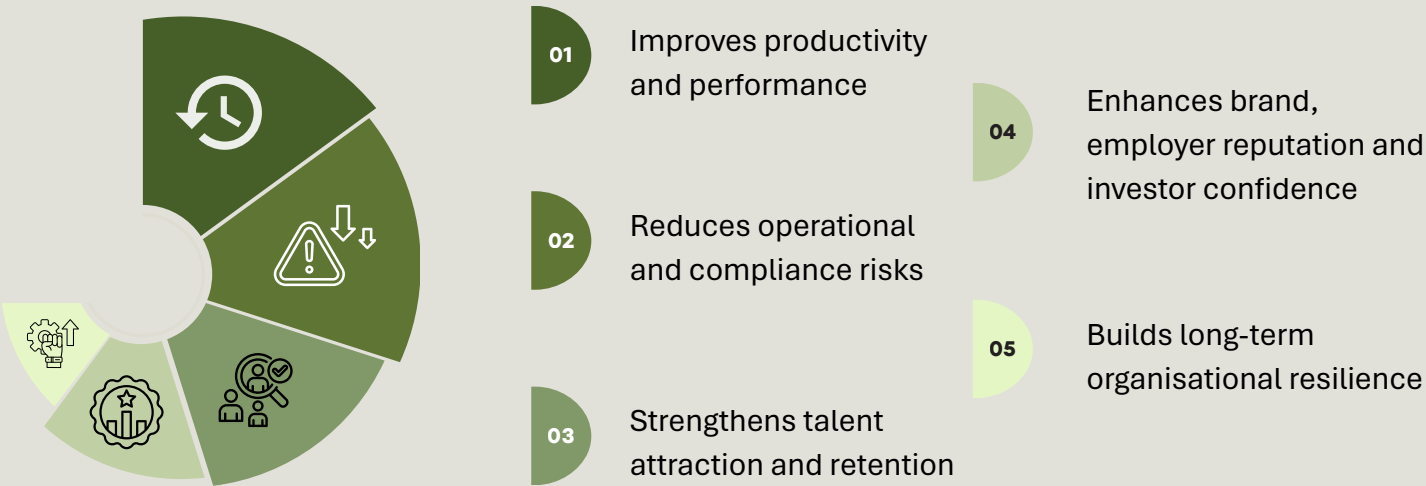 01
Improves productivity
and performance
02
Reduces operational
and compliance risks
03
Strengthens talent
attraction and retention
04
Enhances brand,
employer reputation and
investor confidence
05
Builds long-term
organisational resilience